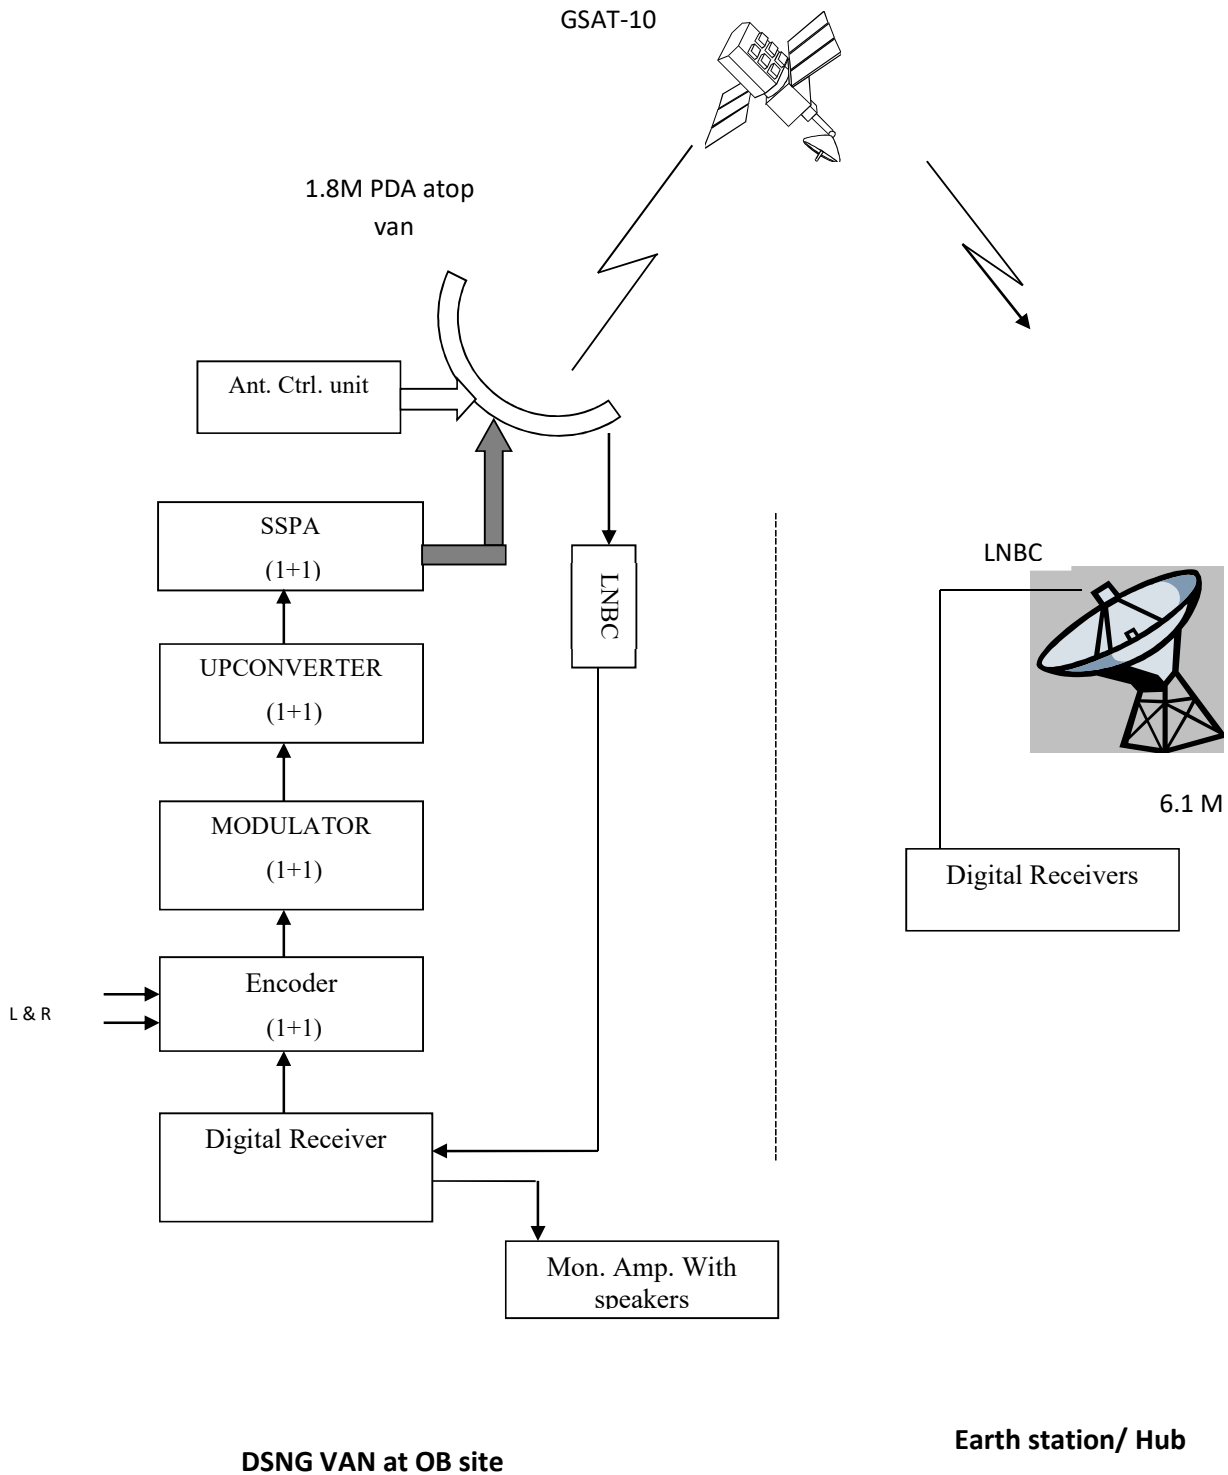 GSAT-10
1.8M PDA atop
van
Ant. Ctrl. unit
SSPA
(1+1)
LNBC
LNBC
UPCONVERTER
(1+1)
6.1 M
MODULATOR
(1+1)
Digital Receivers
Encoder
(1+1)
L & R
Digital Receiver
Mon. Amp. With
speakers
Earth station/ Hub
DSNG VAN at OB site